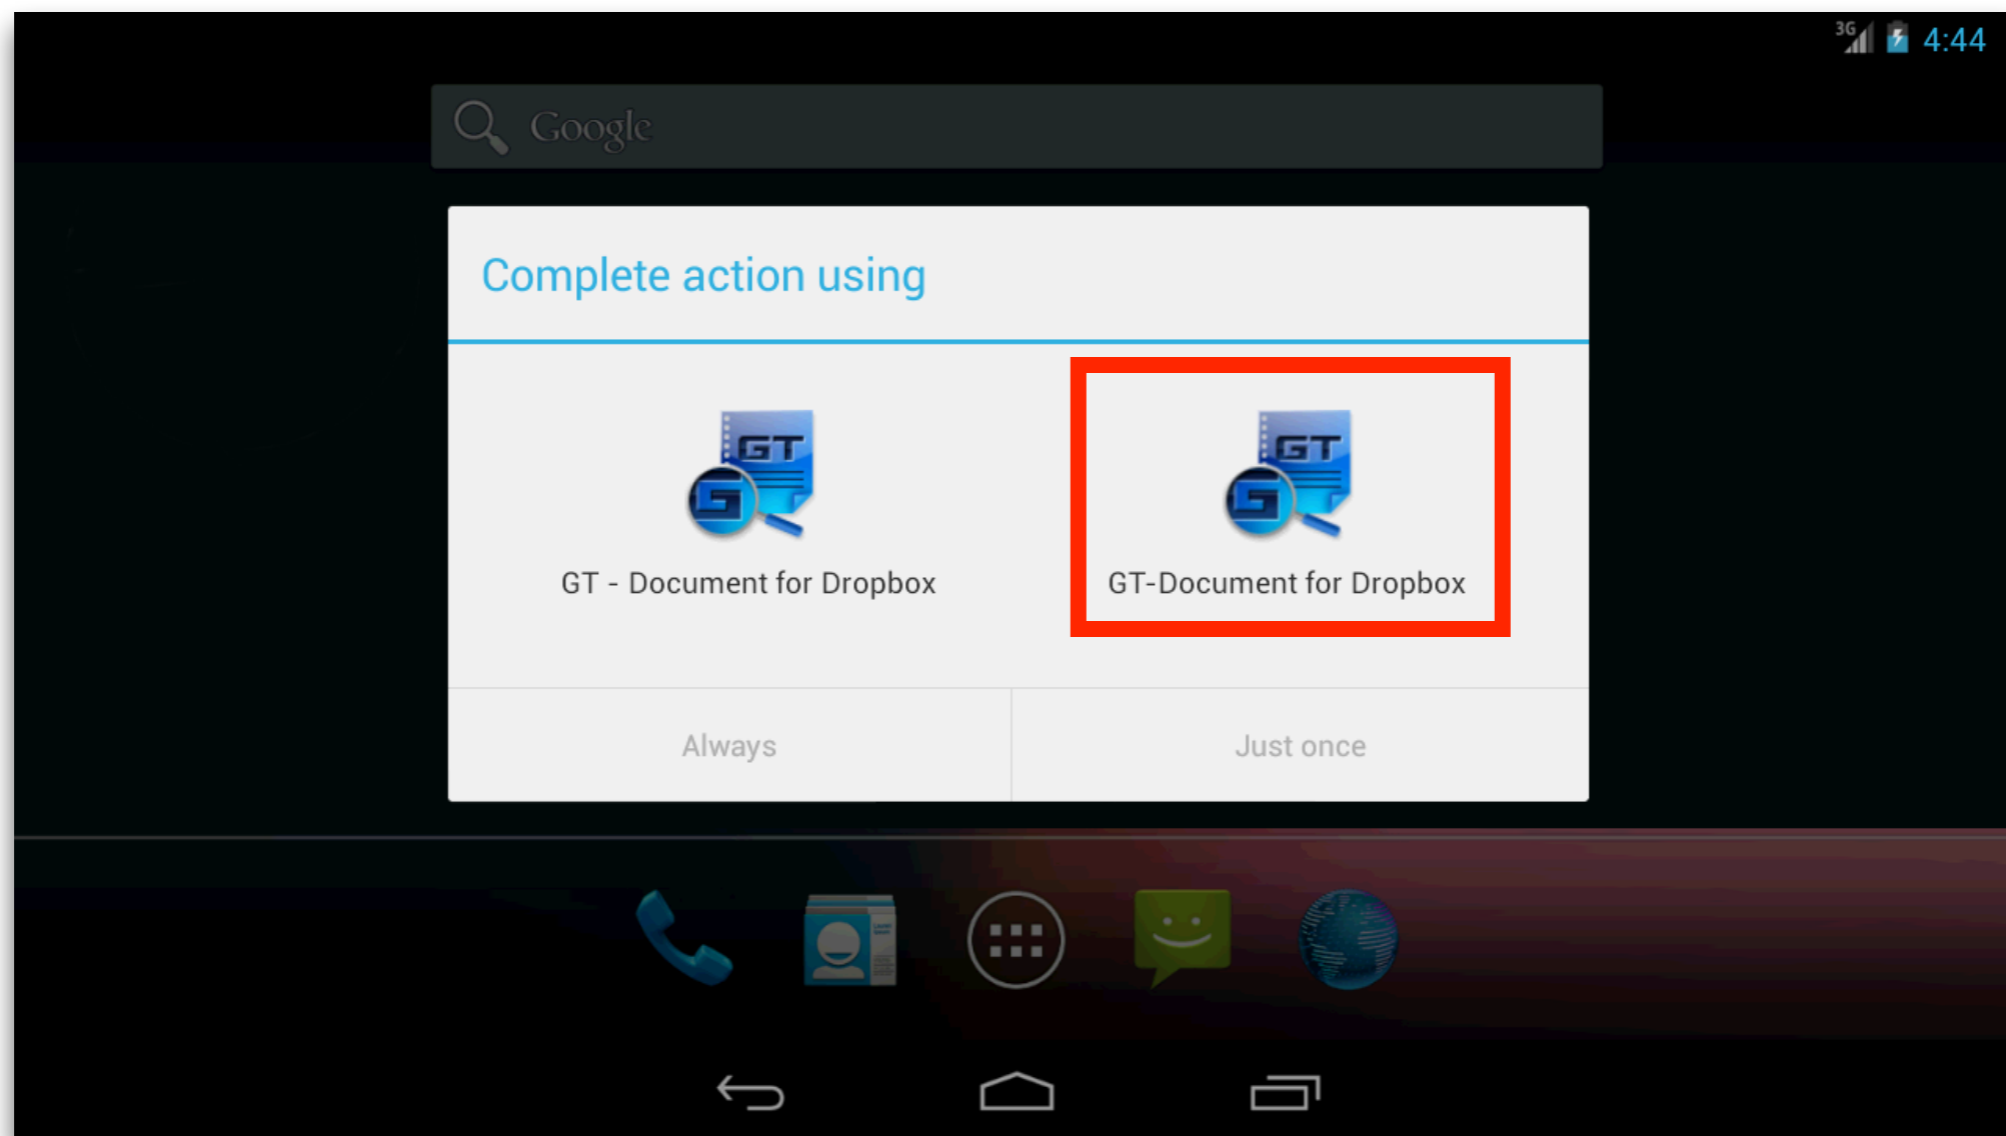 3G 4:44
Google
Complete action using
GT
G
GT
G
GT - Document for Dropbox
GT-Document for Dropbox
Always
Just once